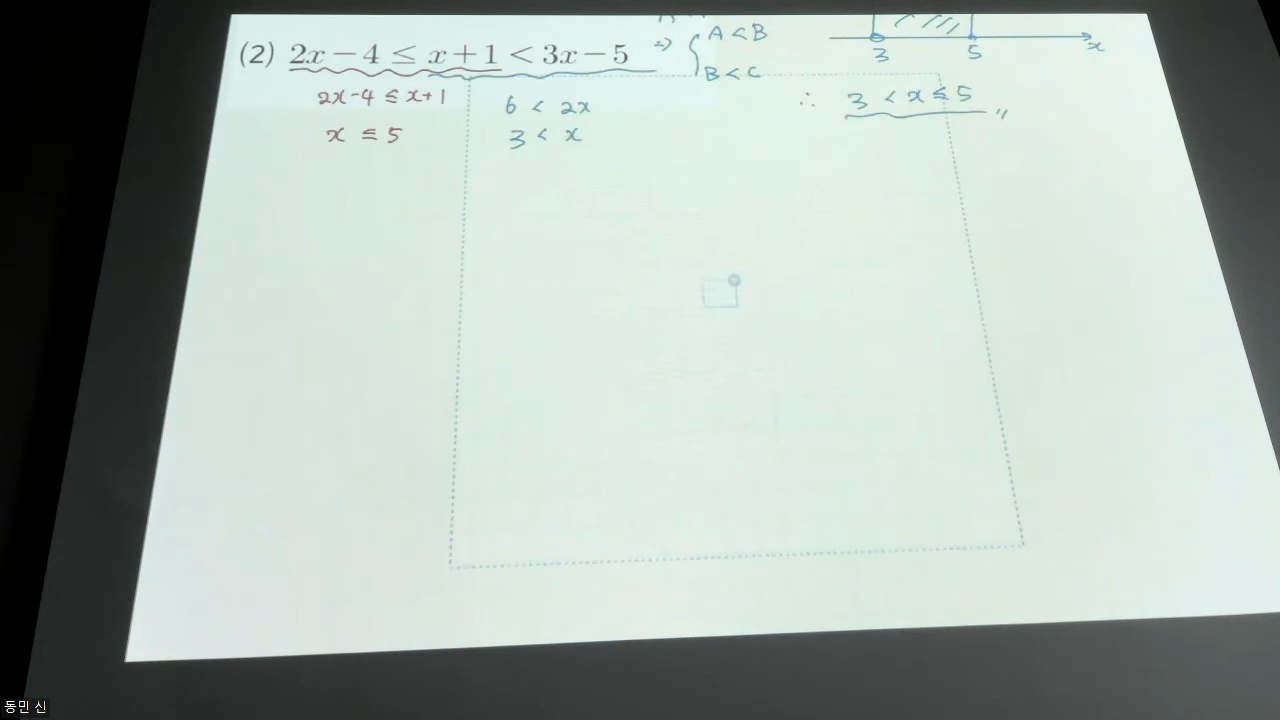 (2) 2x − 4 ≤ x + 1 < 3x − 5 ⇒ { A < B
B < C
3 5 x
2x-4 ≦ x+1
x ≦ 5
6 < 2x
3 < x
∴ 3 < x ≦ 5 〃
동민 신